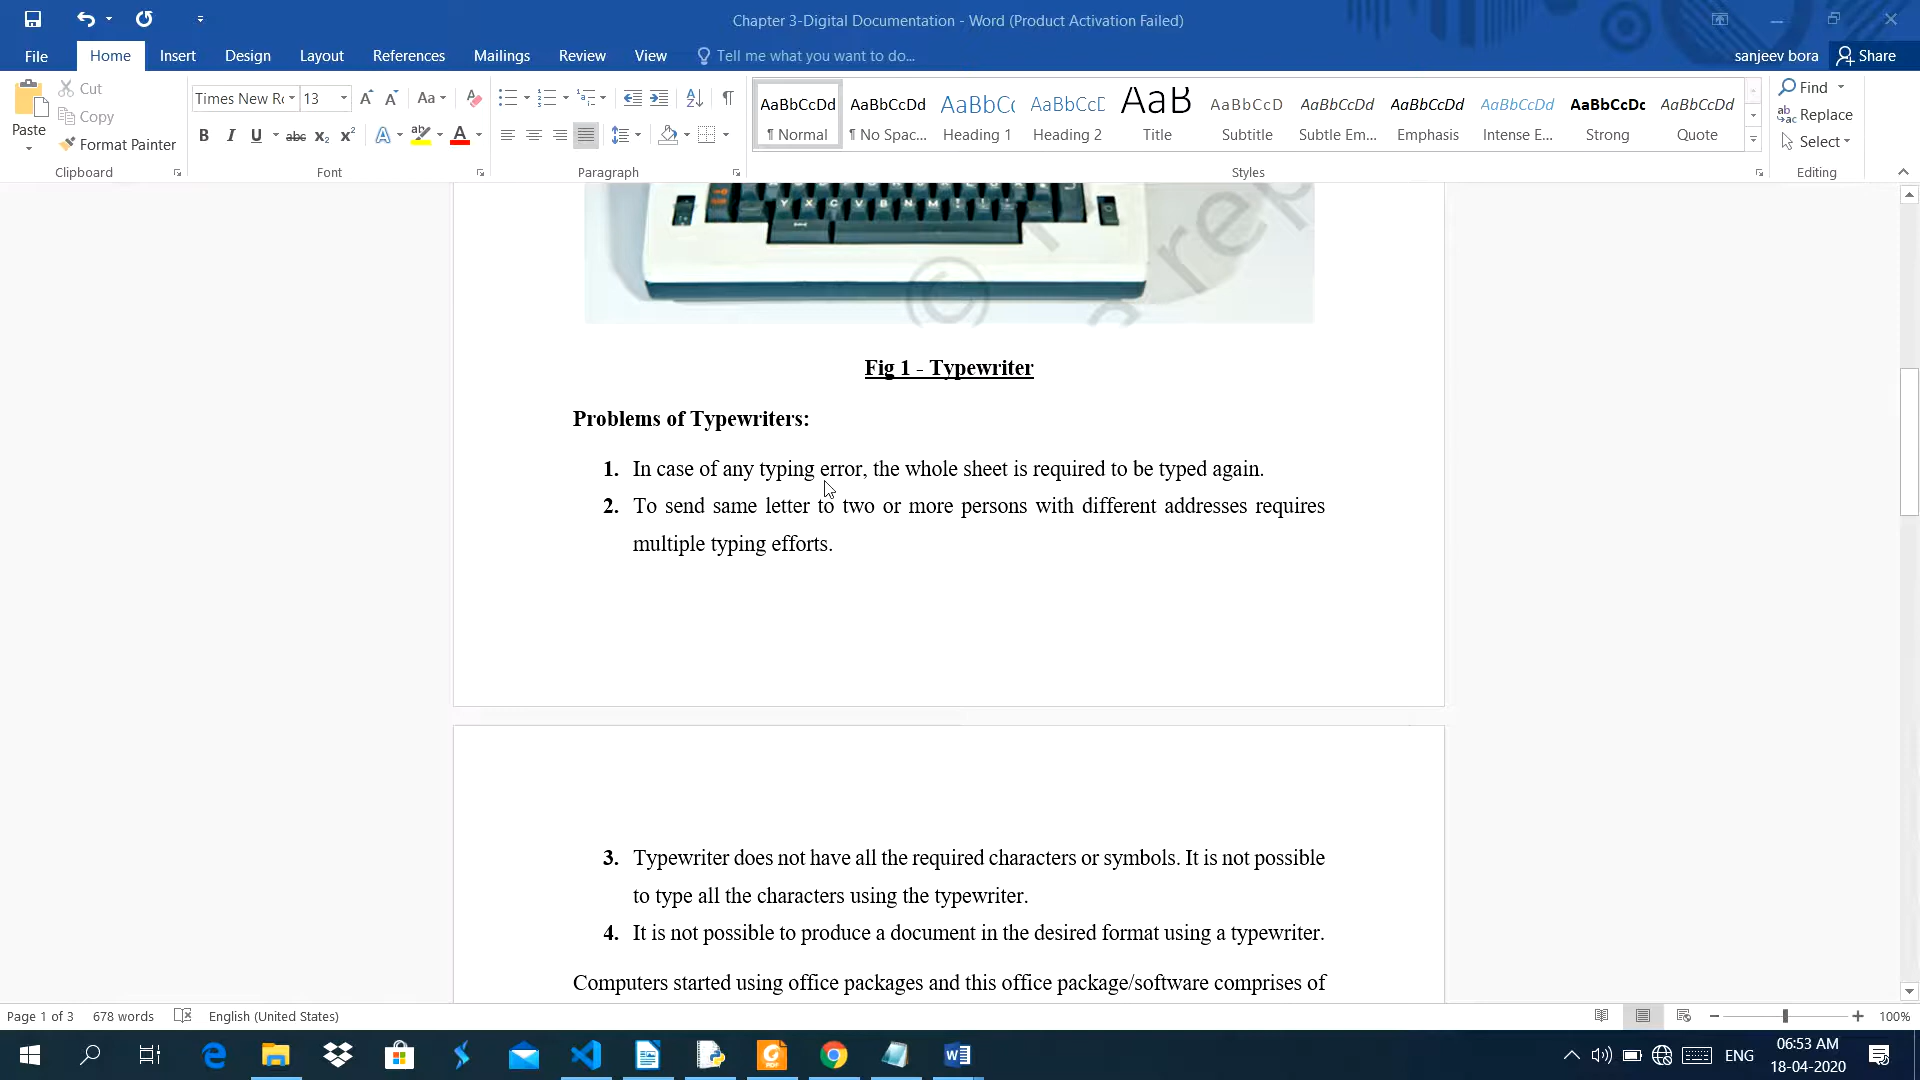 Chapter 3-Digital Documentation - Word (Product Activation Failed)
File Home Insert Design Layout References Mailings Review View Tell me what you want to do... sanjeev bora Share
Paste
Cut
Copy
Format Painter
Clipboard
Times New Ro 13
Font
Paragraph
AaBbCcDd AaBbCcDd AaBbCc AaBbCcD AaB AaBbCcD AaBbCcDd AaBbCcDd AaBbCcDd AaBbCcDc AaBbCcDd
¶ Normal ¶ No Spac... Heading 1 Heading 2 Title Subtitle Subtle Em... Emphasis Intense E... Strong Quote
Styles
Find
Replace
Select
Editing
Y X C V B N M
©
rep
Fig 1 - Typewriter
Problems of Typewriters:
1. In case of any typing error, the whole sheet is required to be typed again.
2. To send same letter to two or more persons with different addresses requires
multiple typing efforts.
3. Typewriter does not have all the required characters or symbols. It is not possible
to type all the characters using the typewriter.
4. It is not possible to produce a document in the desired format using a typewriter.
Computers started using office packages and this office package/software comprises of
Page 1 of 3 678 words English (United States) 100%
ENG 06:53 AM
18-04-2020